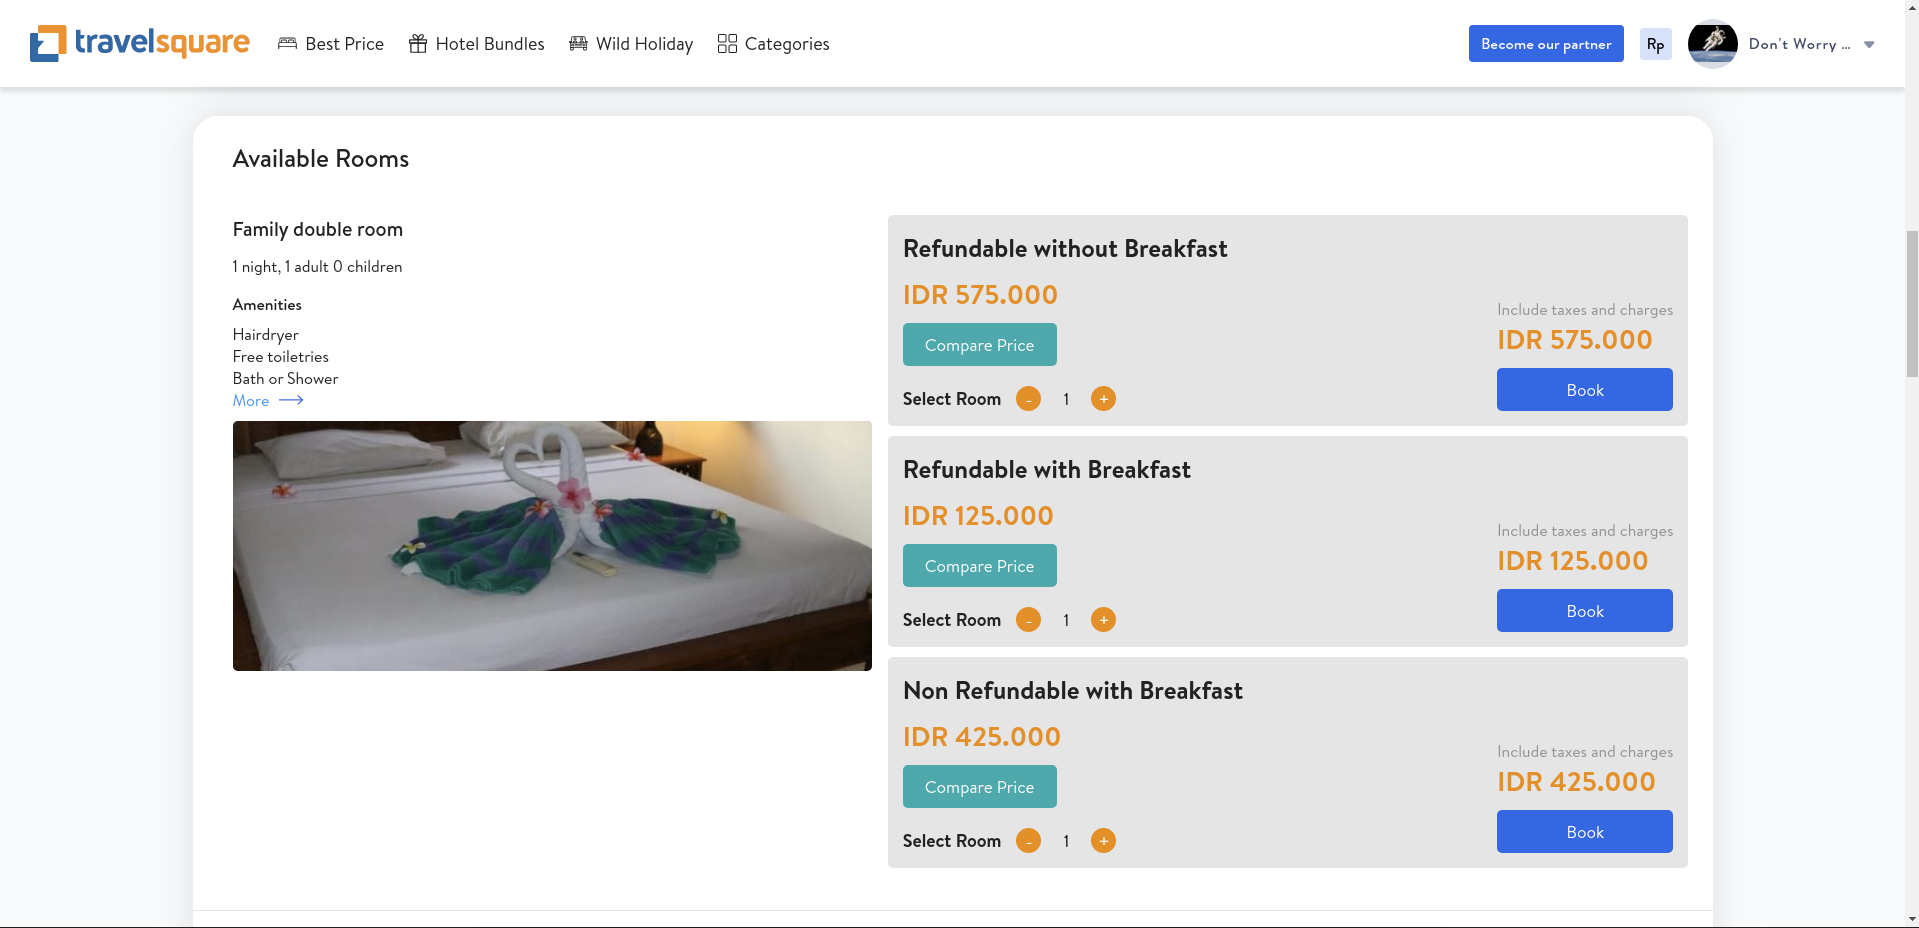 travelsquare
Best Price
Hotel Bundles
Wild Holiday
Categories
Become our partner
Rp
Don't Worry ...
Available Rooms
Family double room
1 night, 1 adult 0 children
Amenities
Hairdryer
Free toiletries
Bath or Shower
More
Refundable without Breakfast
IDR 575.000
Compare Price
Select Room - 1 +
Include taxes and charges
IDR 575.000
Book
Refundable with Breakfast
IDR 125.000
Compare Price
Select Room - 1 +
Include taxes and charges
IDR 125.000
Book
Non Refundable with Breakfast
IDR 425.000
Compare Price
Select Room - 1 +
Include taxes and charges
IDR 425.000
Book